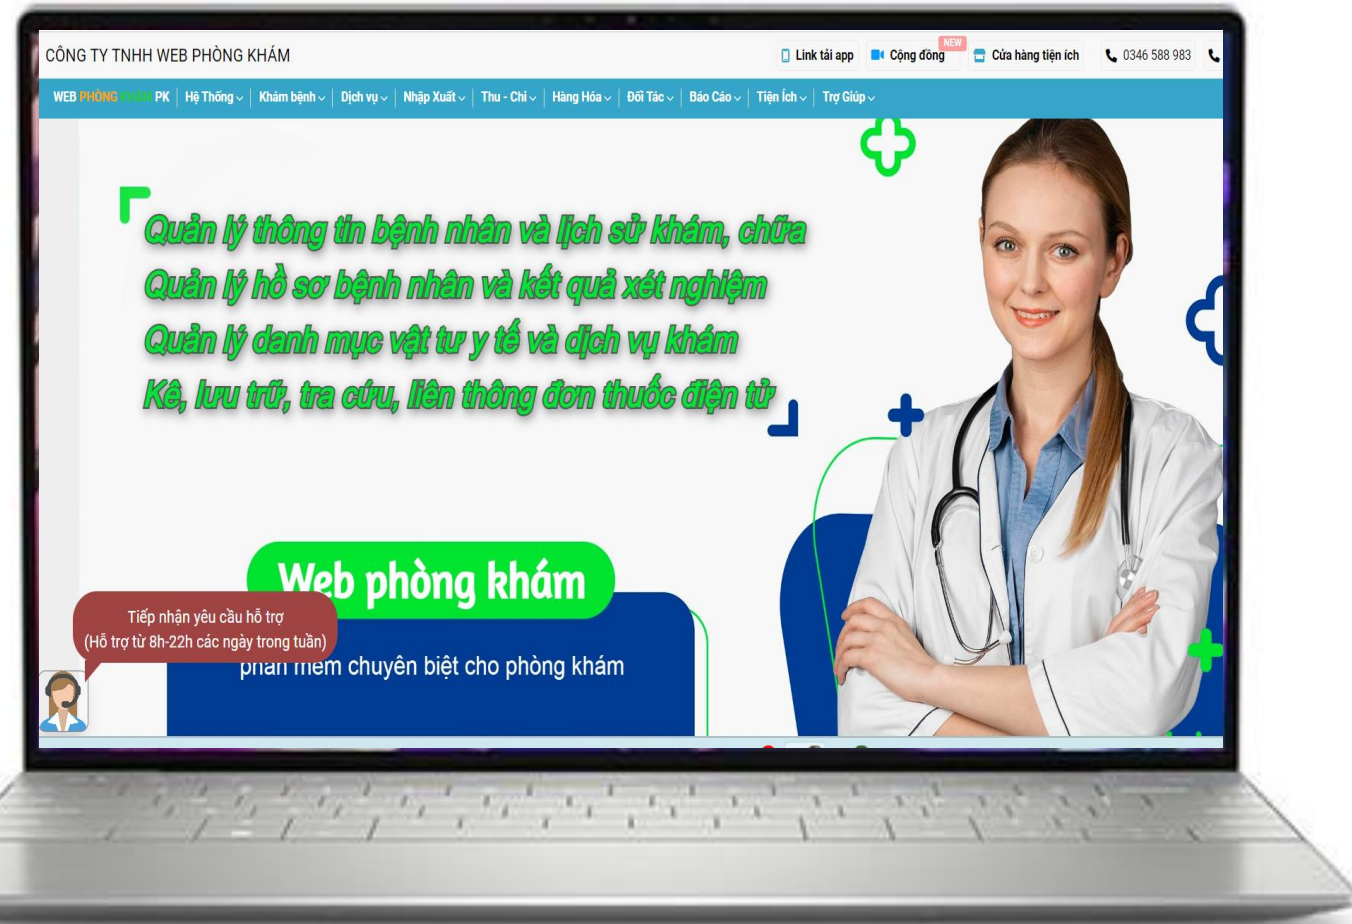 CÔNG TY TNHH WEB PHÒNG KHÁM
Link tải app
Cộng đồng
NEW
Cửa hàng tiện ích
0346 588 983
WEB PHÒNG KHÁM PK
Hệ Thống
Khám bệnh
Dịch vụ
Nhập Xuất
Thu - Chi
Hàng Hóa
Đối Tác
Báo Cáo
Tiện Ích
Trợ Giúp
Quản lý thông tin bệnh nhân và lịch sử khám, chữa
Quản lý hồ sơ bệnh nhân và kết quả xét nghiệm
Quản lý danh mục vật tư y tế và dịch vụ khám
Kê, lưu trữ, tra cứu, liên thông đơn thuốc điện tử
Web phòng khám
Tiếp nhận yêu cầu hỗ trợ
(Hỗ trợ từ 8h-22h các ngày trong tuần)
phần mềm chuyên biệt cho phòng khám